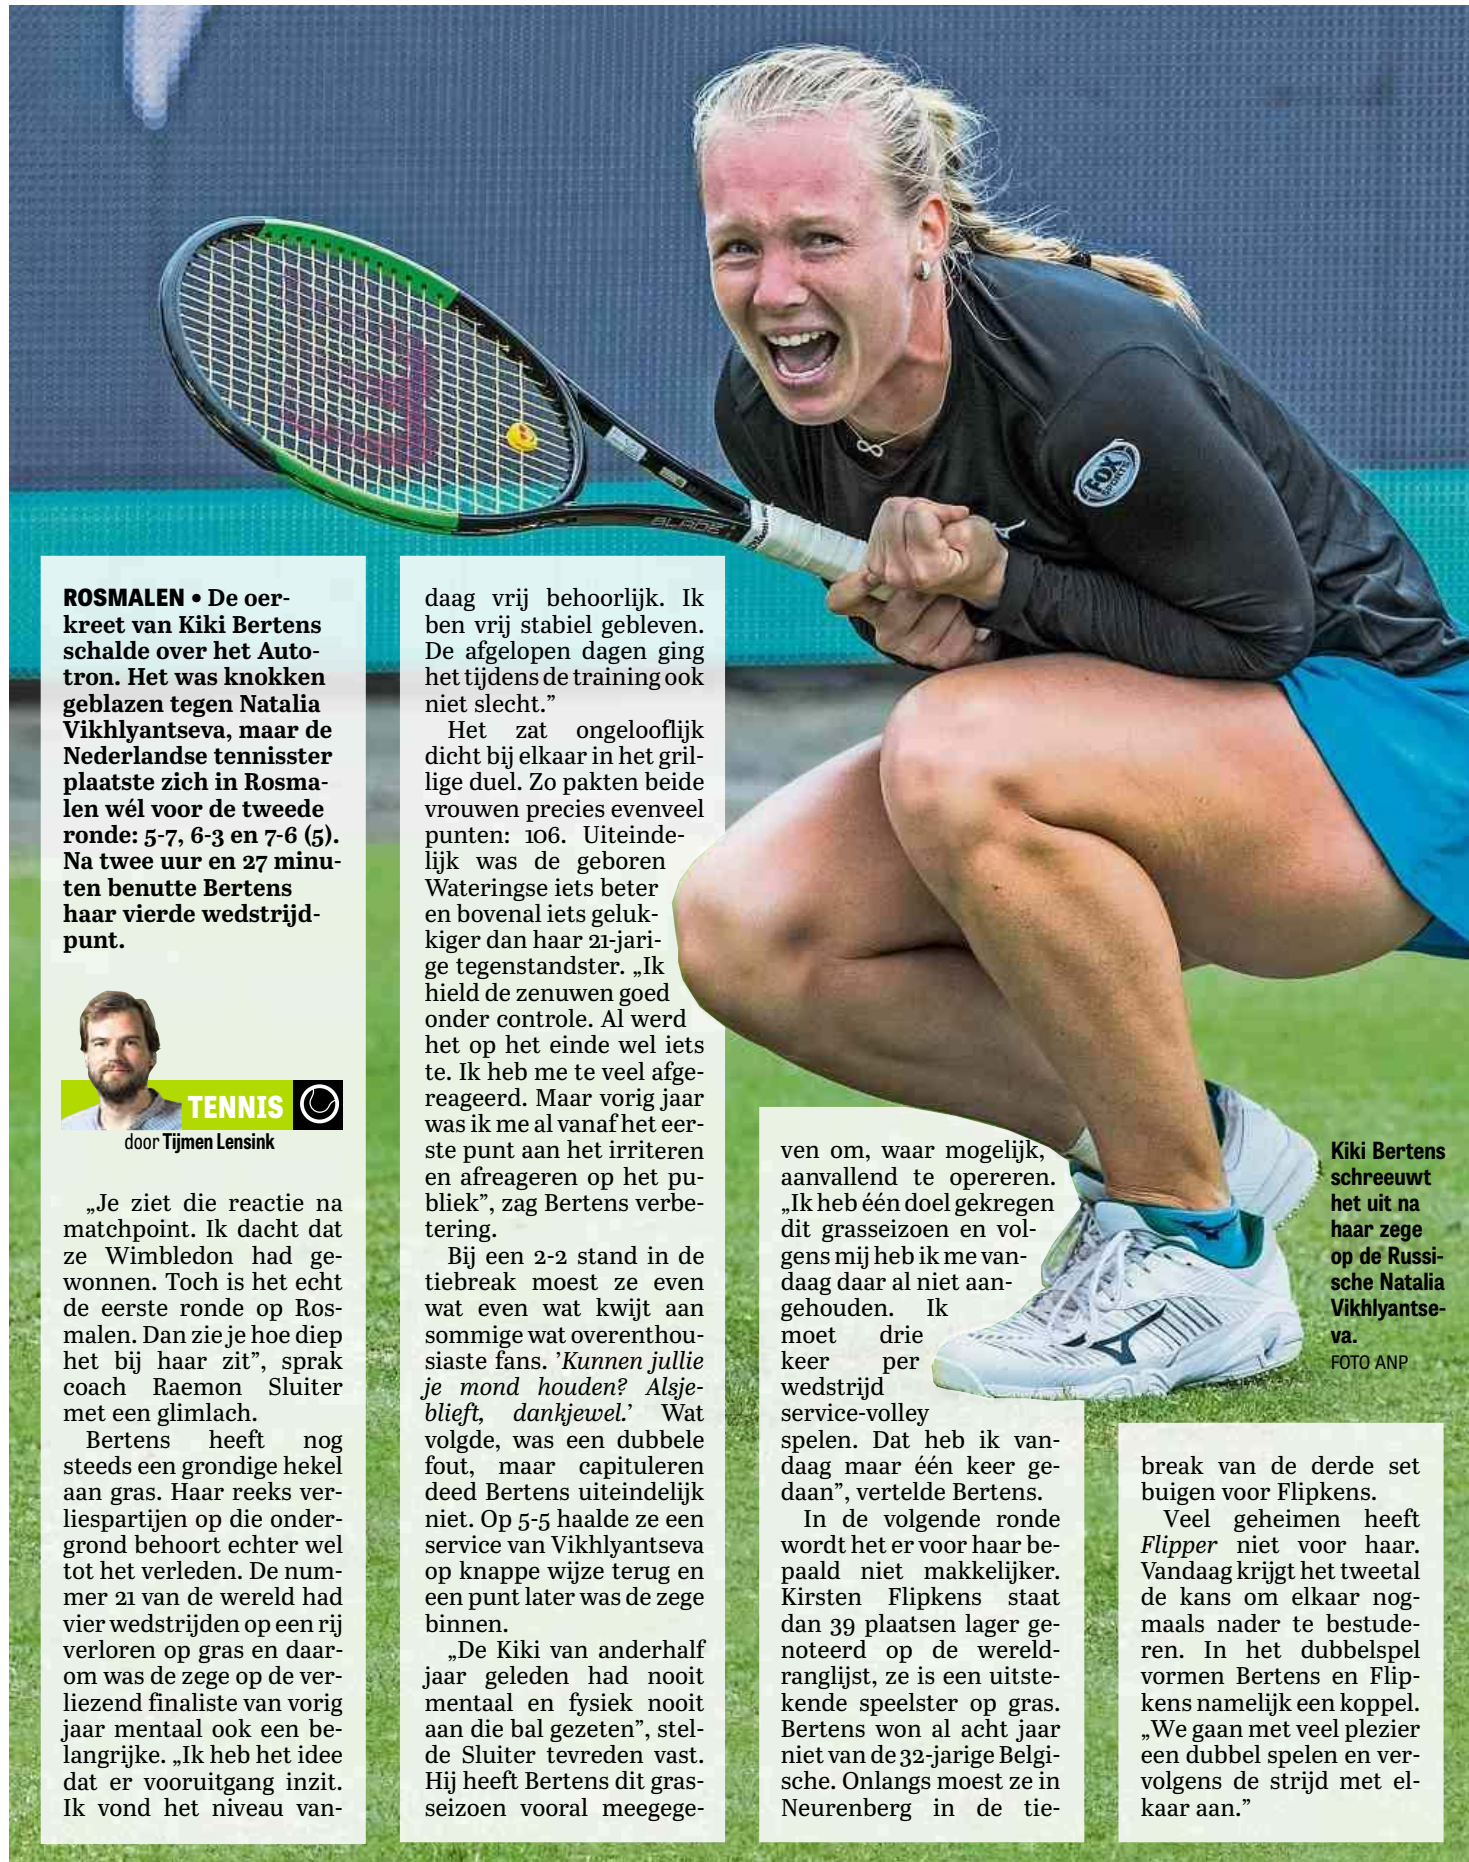 FOX
SPORTS
BLADE
ROSMALEN • De oer-
kreet van Kiki Bertens
schalde over het Auto-
tron. Het was knokken
geblazen tegen Natalia
Vikhlyantseva, maar de
Nederlandse tennisster
plaatste zich in Rosma-
len wél voor de tweede
ronde: 5-7, 6-3 en 7-6 (5).
Na twee uur en 27 minu-
ten benutte Bertens
haar vierde wedstrijd-
punt.
TENNIS
door Tijmen Lensink
„Je ziet die reactie na
matchpoint. Ik dacht dat
ze Wimbledon had ge-
wonnen. Toch is het echt
de eerste ronde op Ros-
malen. Dan zie je hoe diep
het bij haar zit”, sprak
coach Raemon Sluiter
met een glimlach.
Bertens heeft nog
steeds een grondige hekel
aan gras. Haar reeks ver-
liespartijen op die onder-
grond behoort echter wel
tot het verleden. De num-
mer 21 van de wereld had
vier wedstrijden op een rij
verloren op gras en daar-
om was de zege op de ver-
liezend finaliste van vorig
jaar mentaal ook een be-
langrijke. „Ik heb het idee
dat er vooruitgang inzit.
Ik vond het niveau van-
daag vrij behoorlijk. Ik
ben vrij stabiel gebleven.
De afgelopen dagen ging
het tijdens de training ook
niet slecht.”
Het zat ongelooflijk
dicht bij elkaar in het gril-
lige duel. Zo pakten beide
vrouwen precies evenveel
punten: 106. Uiteinde-
lijk was de geboren
Wateringse iets beter
en bovenal iets geluk-
kiger dan haar 21-jari-
ge tegenstandster. „Ik
hield de zenuwen goed
onder controle. Al werd
het op het einde wel iets
te. Ik heb me te veel afge-
reageerd. Maar vorig jaar
was ik me al vanaf het eer-
ste punt aan het irriteren
en afreageren op het pu-
bliek”, zag Bertens verbe-
tering.
Bij een 2-2 stand in de
tiebreak moest ze even
wat even wat kwijt aan
sommige wat overenthou-
siaste fans. ’Kunnen jullie
je mond houden? Alsje-
blieft, dankjewel.’ Wat
volgde, was een dubbele
fout, maar capituleren
deed Bertens uiteindelijk
niet. Op 5-5 haalde ze een
service van Vikhlyantseva
op knappe wijze terug en
een punt later was de zege
binnen.
„De Kiki van anderhalf
jaar geleden had nooit
mentaal en fysiek nooit
aan die bal gezeten”, stel-
de Sluiter tevreden vast.
Hij heeft Bertens dit gras-
seizoen vooral meegege-
ven om, waar mogelijk,
aanvallend te opereren.
„Ik heb één doel gekregen
dit grasseizoen en vol-
gens mij heb ik me van-
daag daar al niet aan-
gehouden. Ik
moet drie
keer per
wedstrijd
service-volley
spelen. Dat heb ik van-
daag maar één keer ge-
daan”, vertelde Bertens.
In de volgende ronde
wordt het er voor haar be-
paald niet makkelijker.
Kirsten Flipkens staat
dan 39 plaatsen lager ge-
noteerd op de wereld-
ranglijst, ze is een uitste-
kende speelster op gras.
Bertens won al acht jaar
niet van de 32-jarige Belgi-
sche. Onlangs moest ze in
Neurenberg in de tie-
break van de derde set
buigen voor Flipkens.
Veel geheimen heeft
Flipper niet voor haar.
Vandaag krijgt het tweetal
de kans om elkaar nog-
maals nader te bestude-
ren. In het dubbelspel
vormen Bertens en Flip-
kens namelijk een koppel.
„We gaan met veel plezier
een dubbel spelen en ver-
volgens de strijd met el-
kaar aan.”
Kiki Bertens
schreeuwt
het uit na
haar zege
op de Russi-
sche Natalia
Vikhlyantse-
va.
FOTO ANP